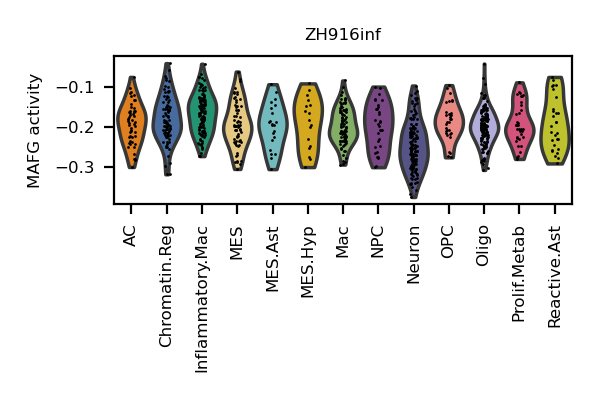 ZH916inf
MAFG activity
−0.1
−0.2
−0.3
AC
Chromatin.Reg
Inflammatory.Mac
MES
MES.Ast
MES.Hyp
Mac
NPC
Neuron
OPC
Oligo
Prolif.Metab
Reactive.Ast